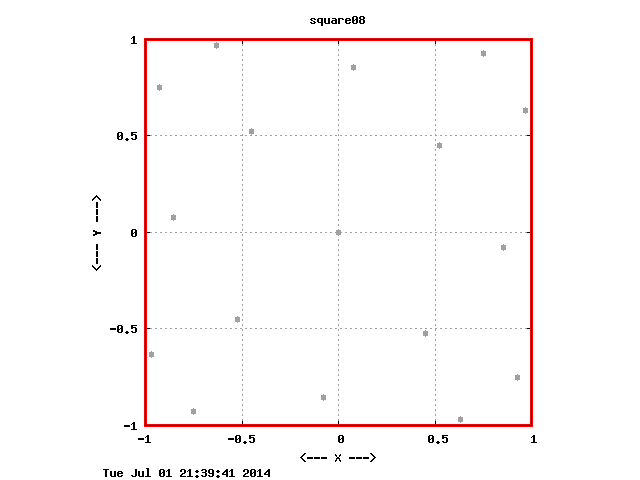 square08
1
0.5
0
-0.5
-1
<--- Y --->
-1 -0.5 0 0.5 1
<--- X --->
Tue Jul 01 21:39:41 2014